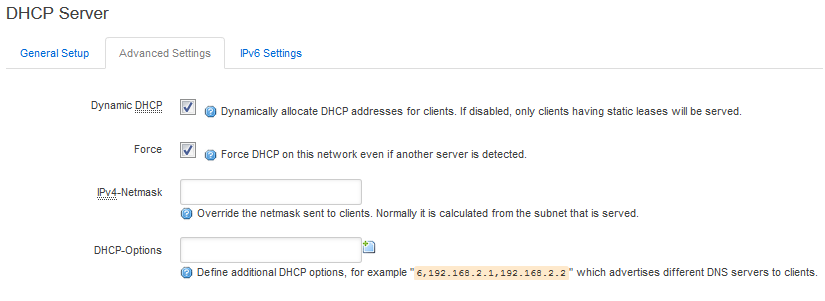 DHCP Server
General Setup Advanced Settings IPv6 Settings
Dynamic DHCP
Dynamically allocate DHCP addresses for clients. If disabled, only clients having static leases will be served.
Force
Force DHCP on this network even if another server is detected.
IPv4-Netmask
Override the netmask sent to clients. Normally it is calculated from the subnet that is served.
DHCP-Options
Define additional DHCP options, for example "6,192.168.2.1,192.168.2.2" which advertises different DNS servers to clients.